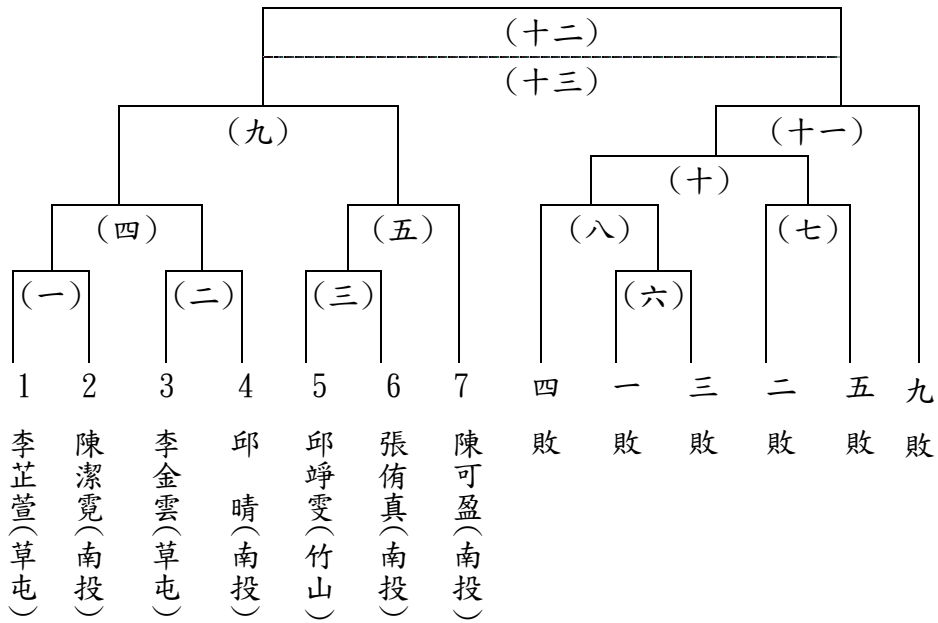 （十二）
（十三）
（九）
（十一）
（十）
（四）
（五）
（八）
（七）
（一）
（二）
（三）
（六）
1 2 3 4 5 6 7 四 一 三 二 五 九
敗 敗 敗 敗 敗 敗
李芷萱（草屯）
陳潔霓（南投）
李金雲（草屯）
邱　晴（南投）
邱竫雯（竹山）
張侑真（南投）
陳可盈（南投）